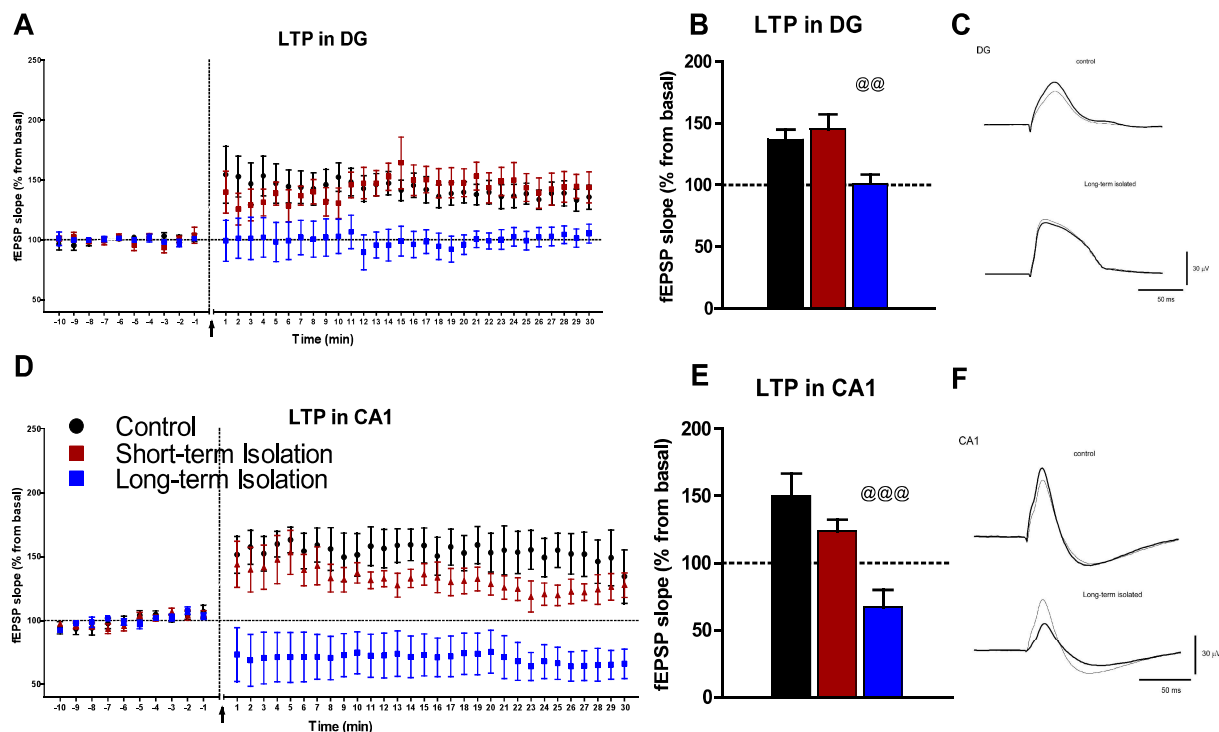 A
LTP in DG
fEPSP slope (% from basal)
250
200
150
100
50
-10 -9 -8 -7 -6 -5 -4 -3 -2 -1 1 2 3 4 5 6 7 8 9 10 11 12 13 14 15 16 17 18 19 20 21 22 23 24 25 26 27 28 29 30
Time (min)
B
LTP in DG
fEPSP slope (% from basal)
200
150
100
50
0
@@
C
DG
control
Long-term isolated
30 µV
50 ms
D
LTP in CA1
Control
Short-term Isolation
Long-term Isolation
fEPSP slope (% from basal)
250
200
150
100
50
-10 -9 -8 -7 -6 -5 -4 -3 -2 -1 1 2 3 4 5 6 7 8 9 10 11 12 13 14 15 16 17 18 19 20 21 22 23 24 25 26 27 28 29 30
Time (min)
E
LTP in CA1
fEPSP slope (% from basal)
200
150
100
50
0
@@@
F
CA1
control
Long-term isolated
30 µV
50 ms